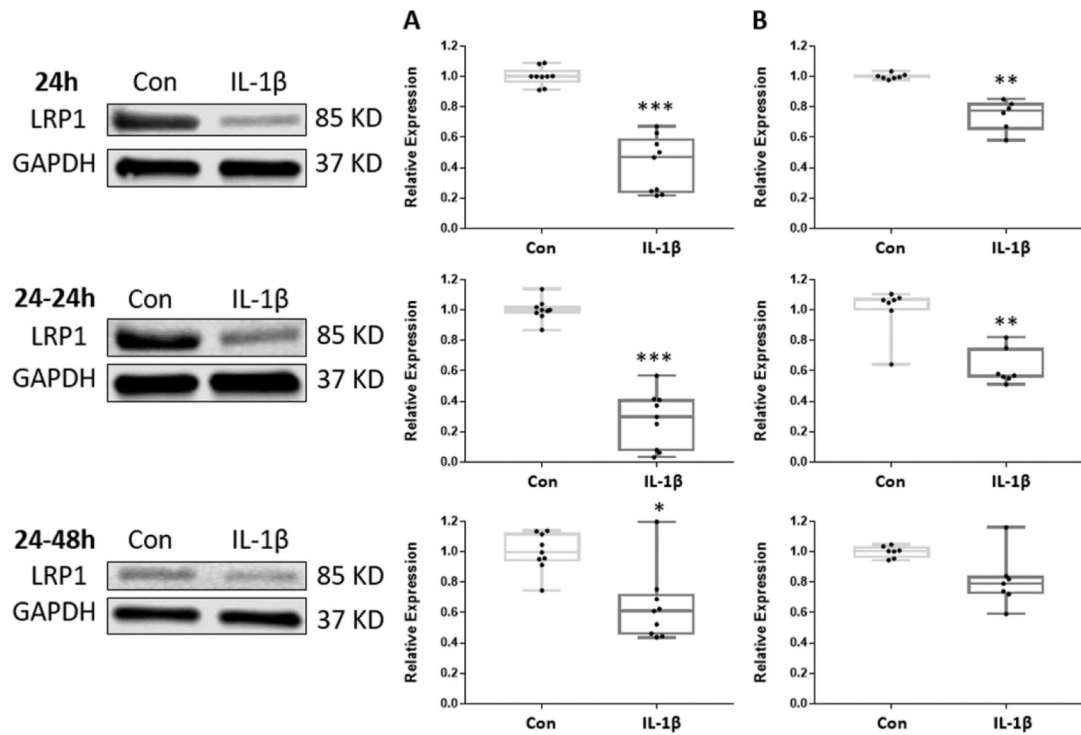 A
B
24h
Con
IL-1β
LRP1
85 KD
GAPDH
37 KD
Relative Expression
1.2
1.0
0.8
0.6
0.4
0.2
0.0
***
Con
IL-1β
Relative Expression
1.2
1.0
0.8
0.6
0.4
0.2
0.0
**
Con
IL-1β
24-24h
Con
IL-1β
LRP1
85 KD
GAPDH
37 KD
Relative Expression
1.2
1.0
0.8
0.6
0.4
0.2
0.0
***
Con
IL-1β
Relative Expression
1.2
1.0
0.8
0.6
0.4
0.2
0.0
**
Con
IL-1β
24-48h
Con
IL-1β
LRP1
85 KD
GAPDH
37 KD
Relative Expression
1.2
1.0
0.8
0.6
0.4
0.2
0.0
*
Con
IL-1β
Relative Expression
1.2
1.0
0.8
0.6
0.4
0.2
0.0
Con
IL-1β